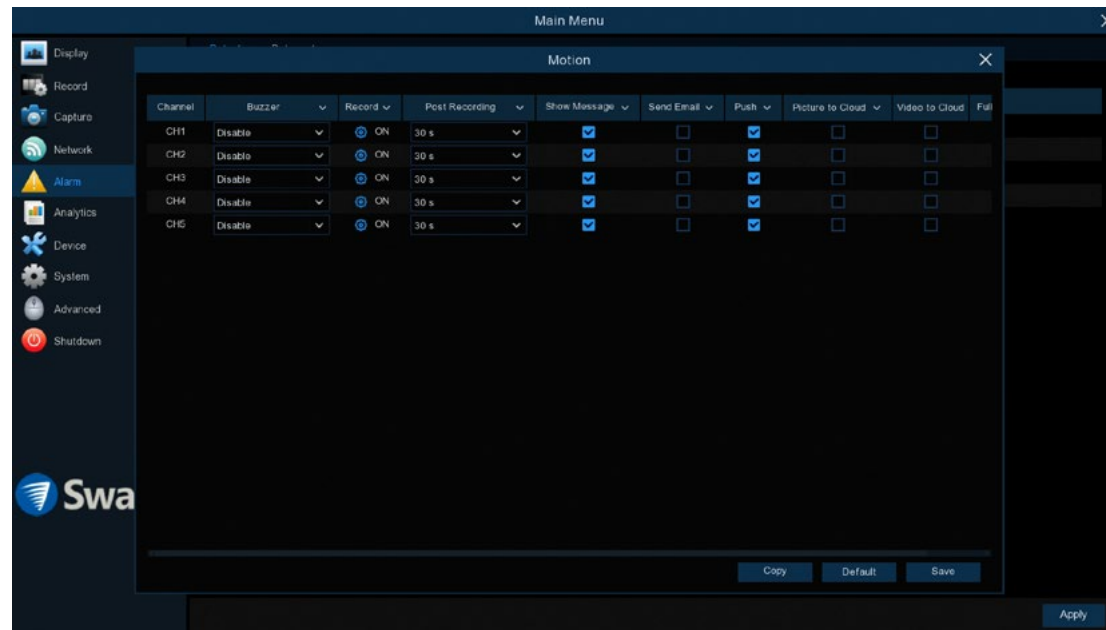 Main Menu
Display
Motion
Record
Channel Buzzer Record Post Recording Show Message Send Email Push Picture to Cloud Video to Cloud Full
Capture
CH1 Disable ON 30 s
Network
CH2 Disable ON 30 s
CH3 Disable ON 30 s
Alarm
CH4 Disable ON 30 s
Analytics
CH5 Disable ON 30 s
Device
System
Advanced
Shutdown
Swa
Copy Default Save
Apply